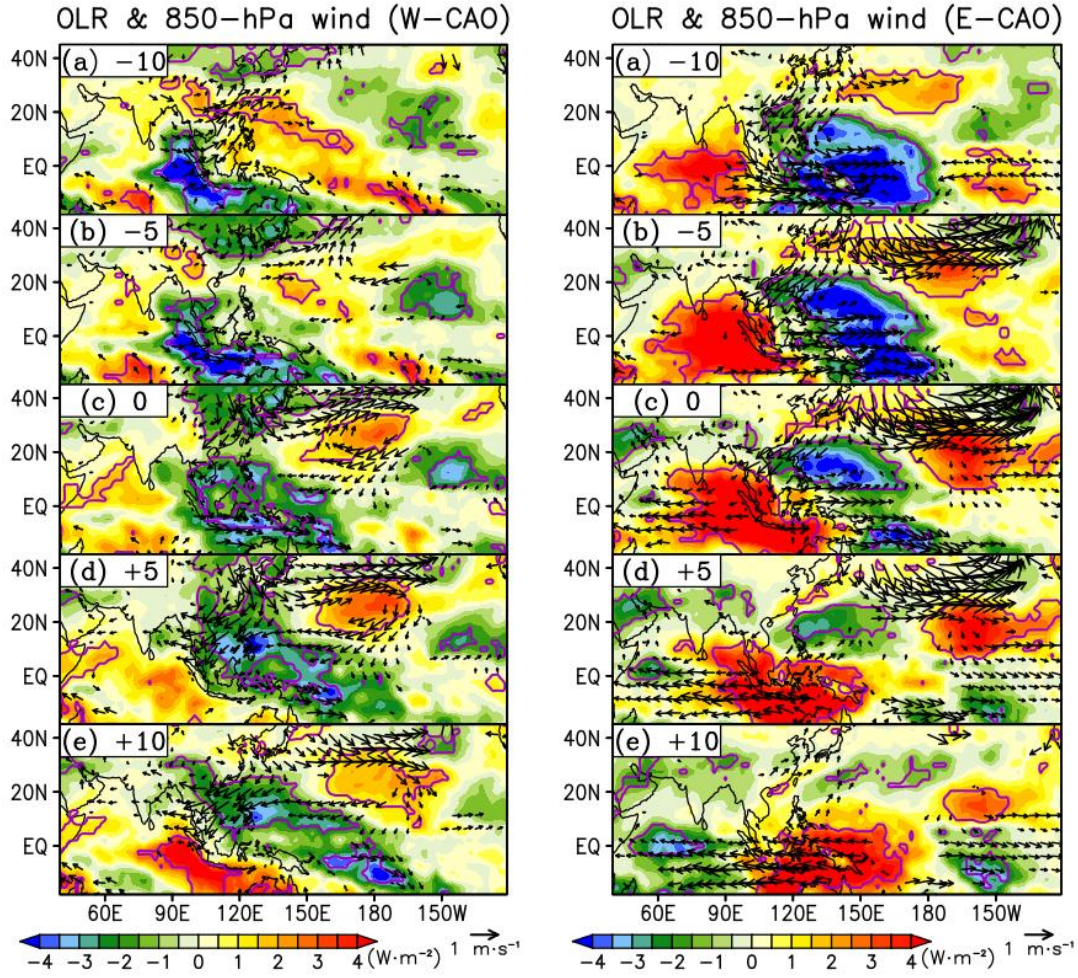 OLR & 850-hPa wind (W-CAO)
(a) -10
40N
20N
EQ
(b) -5
40N
20N
EQ
(c) 0
40N
20N
EQ
(d) +5
40N
20N
EQ
(e) +10
40N
20N
EQ
60E 90E 120E 150E 180 150W
-4 -3 -2 -1 0 1 2 3 4 (W·m⁻²) 1 m·s⁻¹
OLR & 850-hPa wind (E-CAO)
(a) -10
40N
20N
EQ
(b) -5
40N
20N
EQ
(c) 0
40N
20N
EQ
(d) +5
40N
20N
EQ
(e) +10
40N
20N
EQ
60E 90E 120E 150E 180 150W
-4 -3 -2 -1 0 1 2 3 4 (W·m⁻²) 1 m·s⁻¹